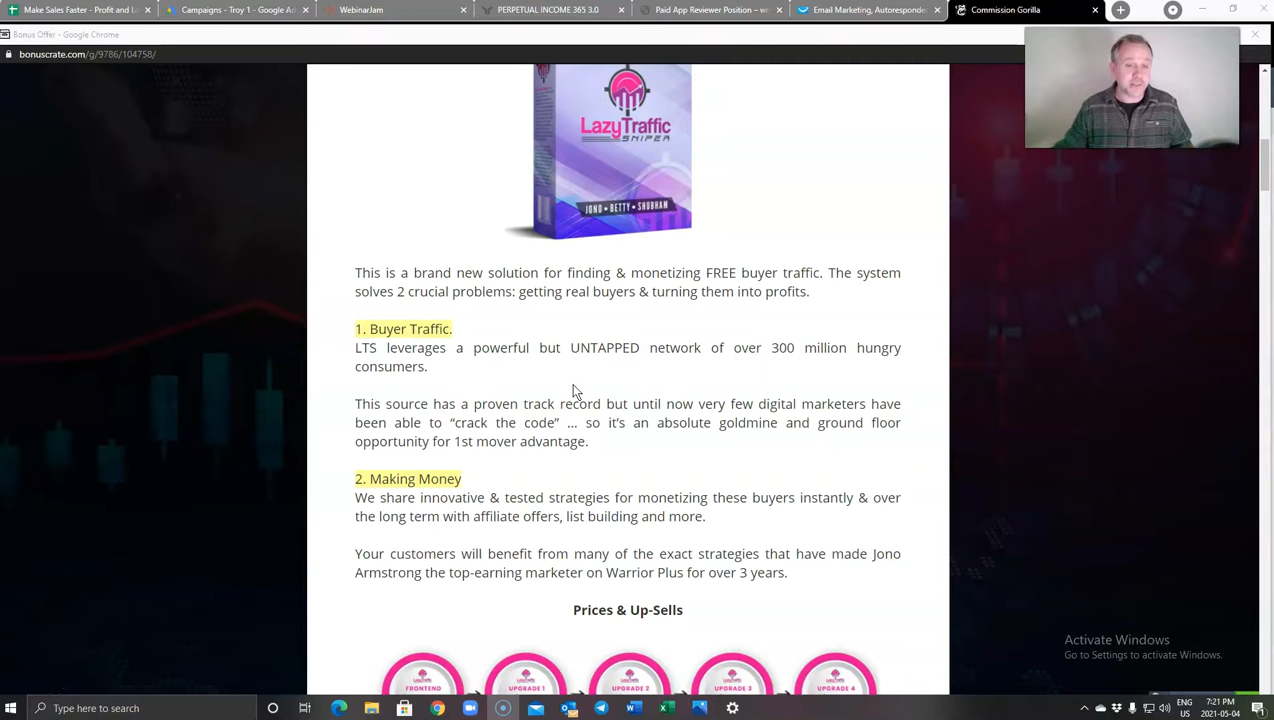 Make Sales Faster - Profit and L
Campaigns - Troy 1 - Google Ad
WebinarJam
PERPETUAL INCOME 365 3.0
Paid App Reviewer Position – w
Email Marketing, Autoresponde
Commission Gorilla
Bonus Offer - Google Chrome
bonuscrate.com/g/9786/104758/
LazyTraffic
SNIPER
JONO • BETTY • SHUBHAM
This is a brand new solution for finding & monetizing FREE buyer traffic. The system
solves 2 crucial problems: getting real buyers & turning them into profits.
1. Buyer Traffic.
LTS leverages a powerful but UNTAPPED network of over 300 million hungry
consumers.
This source has a proven track record but until now very few digital marketers have
been able to “crack the code” ... so it's an absolute goldmine and ground floor
opportunity for 1st mover advantage.
2. Making Money
We share innovative & tested strategies for monetizing these buyers instantly & over
the long term with affiliate offers, list building and more.
Your customers will benefit from many of the exact strategies that have made Jono
Armstrong the top-earning marketer on Warrior Plus for over 3 years.
Prices & Up-Sells
FRONTEND
UPGRADE 1
UPGRADE 2
UPGRADE 3
UPGRADE 4
Activate Windows
Go to Settings to activate Windows.
Type here to search
ENG
US
7:21 PM
2021-05-04